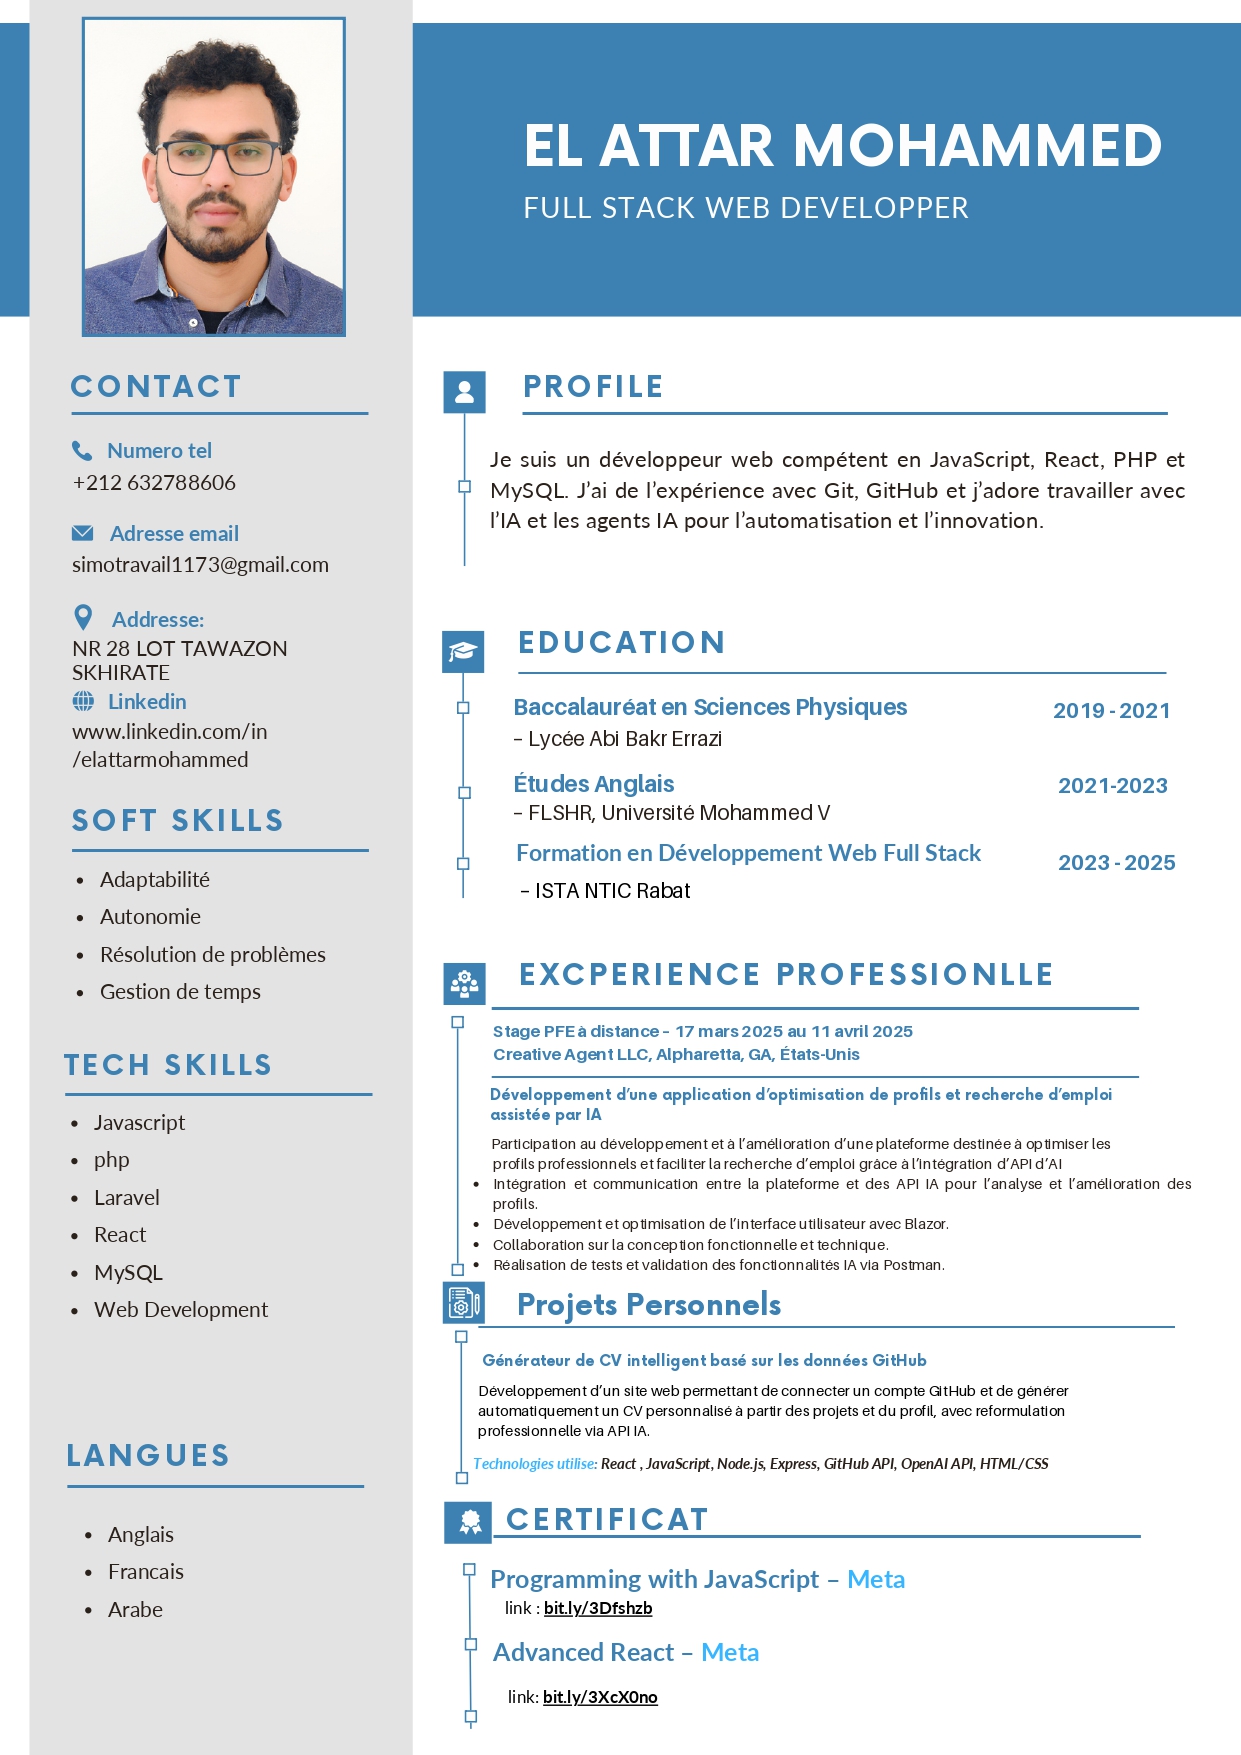 EL ATTAR MOHAMMED
FULL STACK WEB DEVELOPPER
CONTACT
Numero tel
+212 632788606
Adresse email
simotravail1173@gmail.com
Addresse:
NR 28 LOT TAWAZON
SKHIRATE
Linkedin
www.linkedin.com/in
/elattarmohammed
SOFT SKILLS
• Adaptabilité
• Autonomie
• Résolution de problèmes
• Gestion de temps
TECH SKILLS
• Javascript
• php
• Laravel
• React
• MySQL
• Web Development
LANGUES
• Anglais
• Francais
• Arabe
PROFILE
Je suis un développeur web compétent en JavaScript, React, PHP et
MySQL. J’ai de l’expérience avec Git, GitHub et j’adore travailler avec
l’IA et les agents IA pour l’automatisation et l’innovation.
EDUCATION
Baccalauréat en Sciences Physiques 2019 - 2021
– Lycée Abi Bakr Errazi
Études Anglais 2021-2023
– FLSHR, Université Mohammed V
Formation en Développement Web Full Stack 2023 - 2025
– ISTA NTIC Rabat
EXCPERIENCE PROFESSIONLLE
Stage PFE à distance – 17 mars 2025 au 11 avril 2025
Creative Agent LLC, Alpharetta, GA, États-Unis
Développement d’une application d’optimisation de profils et recherche d’emploi
assistée par IA
Participation au développement et à l’amélioration d’une plateforme destinée à optimiser les
profils professionnels et faciliter la recherche d’emploi grâce à l’intégration d’API d’AI
• Intégration et communication entre la plateforme et des API IA pour l’analyse et l’amélioration des
profils.
• Développement et optimisation de l’interface utilisateur avec Blazor.
• Collaboration sur la conception fonctionnelle et technique.
• Réalisation de tests et validation des fonctionnalités IA via Postman.
Projets Personnels
Générateur de CV intelligent basé sur les données GitHub
Développement d’un site web permettant de connecter un compte GitHub et de générer
automatiquement un CV personnalisé à partir des projets et du profil, avec reformulation
professionnelle via API IA.
Technologies utilise: React , JavaScript, Node.js, Express, GitHub API, OpenAI API, HTML/CSS
CERTIFICAT
Programming with JavaScript – Meta
link : bit.ly/3Dfshzb
Advanced React – Meta
link: bit.ly/3XcX0no